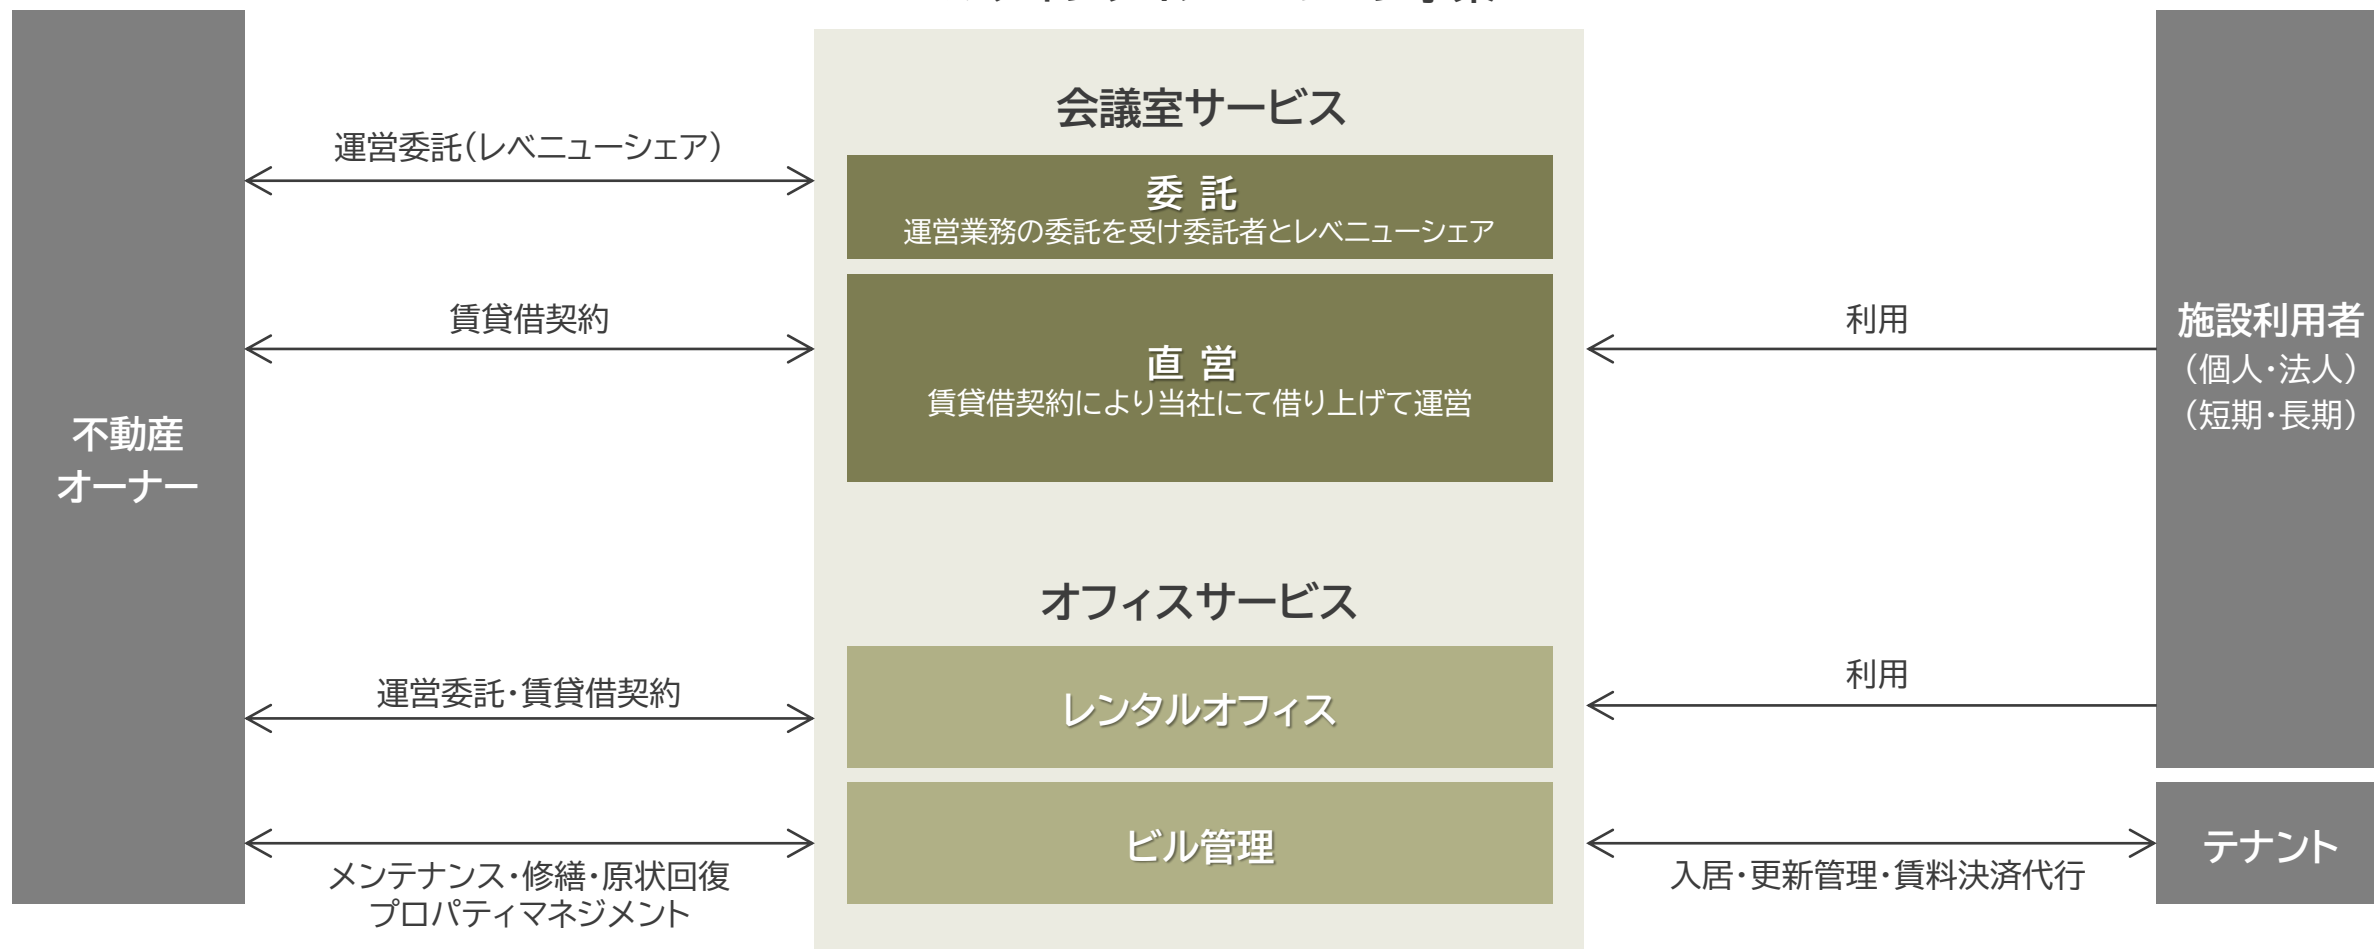 会議室サービス
運営委託(レベニューシェア)
委 託
運営業務の委託を受け委託者とレベニューシェア
賃貸借契約
直 営
賃貸借契約により当社にて借り上げて運営
利用
施設利用者
(個人・法人)
(短期・長期)
不動産
オーナー
オフィスサービス
運営委託・賃貸借契約
レンタルオフィス
利用
ビル管理
メンテナンス・修繕・原状回復
プロパティマネジメント
入居・更新管理・賃料決済代行
テナント